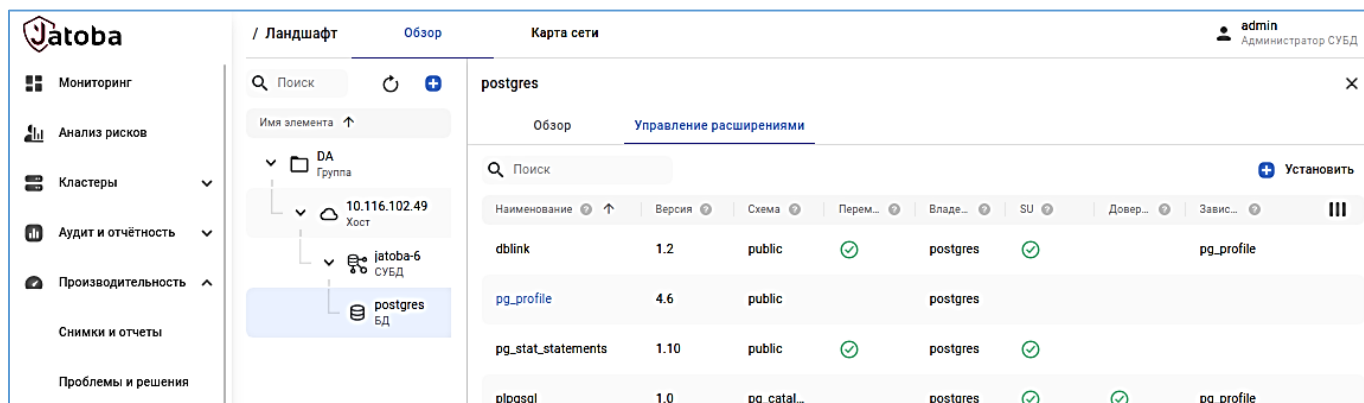 Jatoba
/ Ландшафт Обзор Карта сети
admin
Администратор СУБД
Мониторинг
Анализ рисков
Кластеры
Аудит и отчётность
Производительность
Снимки и отчеты
Проблемы и решения
Поиск
Имя элемента
DA
Группа
10.116.102.49
Хост
jatoba-6
СУБД
postgres
БД
postgres
Обзор Управление расширениями
Поиск Установить
Наименование Версия Схема Перем... Владе... SU Довер... Завис...
dblink 1.2 public postgres pg_profile
pg_profile 4.6 public postgres
pg_stat_statements 1.10 public postgres
plpgsql 1.0 pg_catal... postgres pg_profile